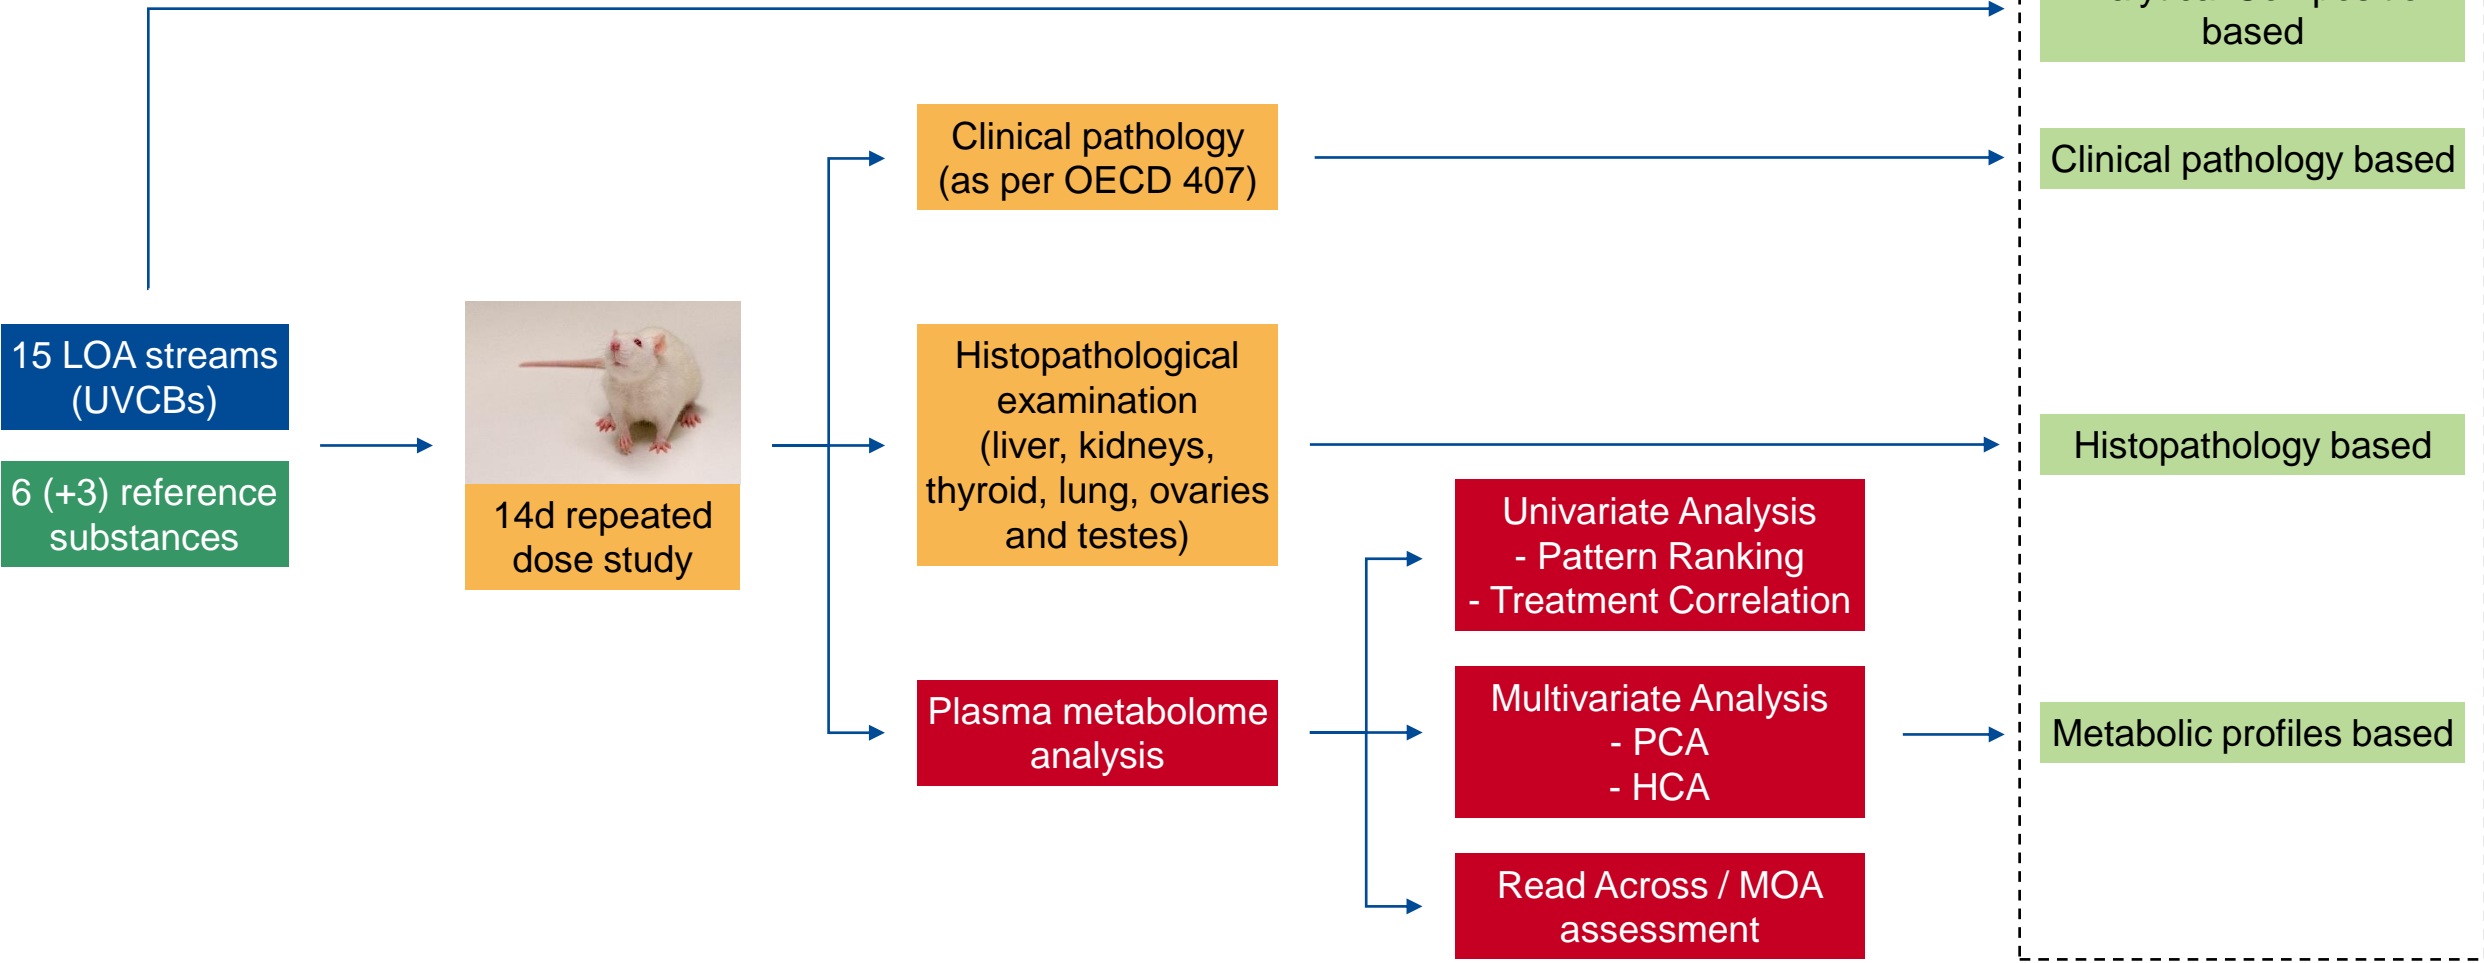 based
Clinical pathology
(as per OECD 407)
Clinical pathology based
15 LOA streams
(UVCBs)
6 (+3) reference
substances
14d repeated
dose study
Histopathological
examination
(liver, kidneys,
thyroid, lung, ovaries
and testes)
Histopathology based
Plasma metabolome
analysis
Univariate Analysis
- Pattern Ranking
- Treatment Correlation
Multivariate Analysis
- PCA
- HCA
Read Across / MOA
assessment
Metabolic profiles based